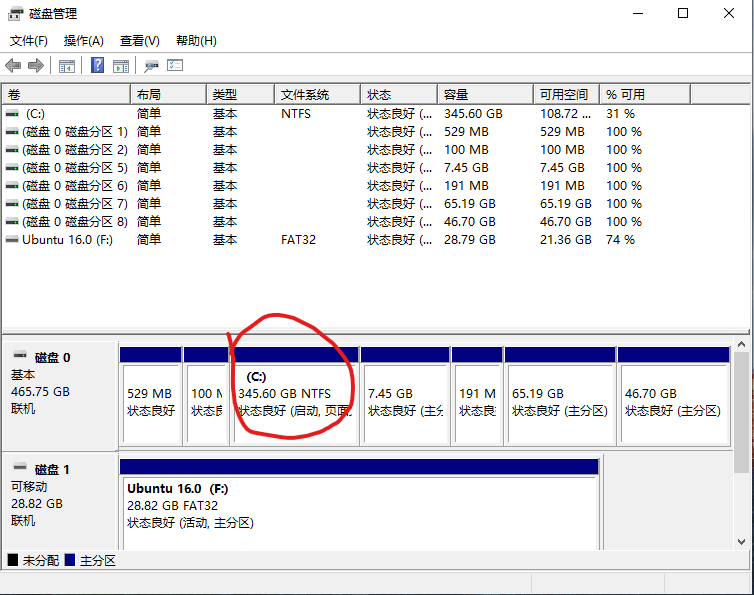 磁盘管理
文件(F) 操作(A) 查看(V) 帮助(H)
卷 布局 类型 文件系统 状态 容量 可用空间 % 可用
(C:) 简单 基本 NTFS 状态良好 (... 345.60 GB 108.72 ... 31 %
(磁盘 0 磁盘分区 1) 简单 基本 状态良好 (... 529 MB 529 MB 100 %
(磁盘 0 磁盘分区 2) 简单 基本 状态良好 (... 100 MB 100 MB 100 %
(磁盘 0 磁盘分区 5) 简单 基本 状态良好 (... 7.45 GB 7.45 GB 100 %
(磁盘 0 磁盘分区 6) 简单 基本 状态良好 (... 191 MB 191 MB 100 %
(磁盘 0 磁盘分区 7) 简单 基本 状态良好 (... 65.19 GB 65.19 GB 100 %
(磁盘 0 磁盘分区 8) 简单 基本 状态良好 (... 46.70 GB 46.70 GB 100 %
Ubuntu 16.0 (F:) 简单 基本 FAT32 状态良好 (... 28.79 GB 21.36 GB 74 %
磁盘 0
基本
465.75 GB
联机
529 MB
状态良好
100 M
状态良
(C:)
345.60 GB NTFS
状态良好 (启动, 页面
7.45 GB
状态良好 (主分
191 M
状态良
65.19 GB
状态良好 (主分区)
46.70 GB
状态良好 (主分区)
磁盘 1
可移动
28.82 GB
联机
Ubuntu 16.0 (F:)
28.82 GB FAT32
状态良好 (活动, 主分区)
未分配 主分区